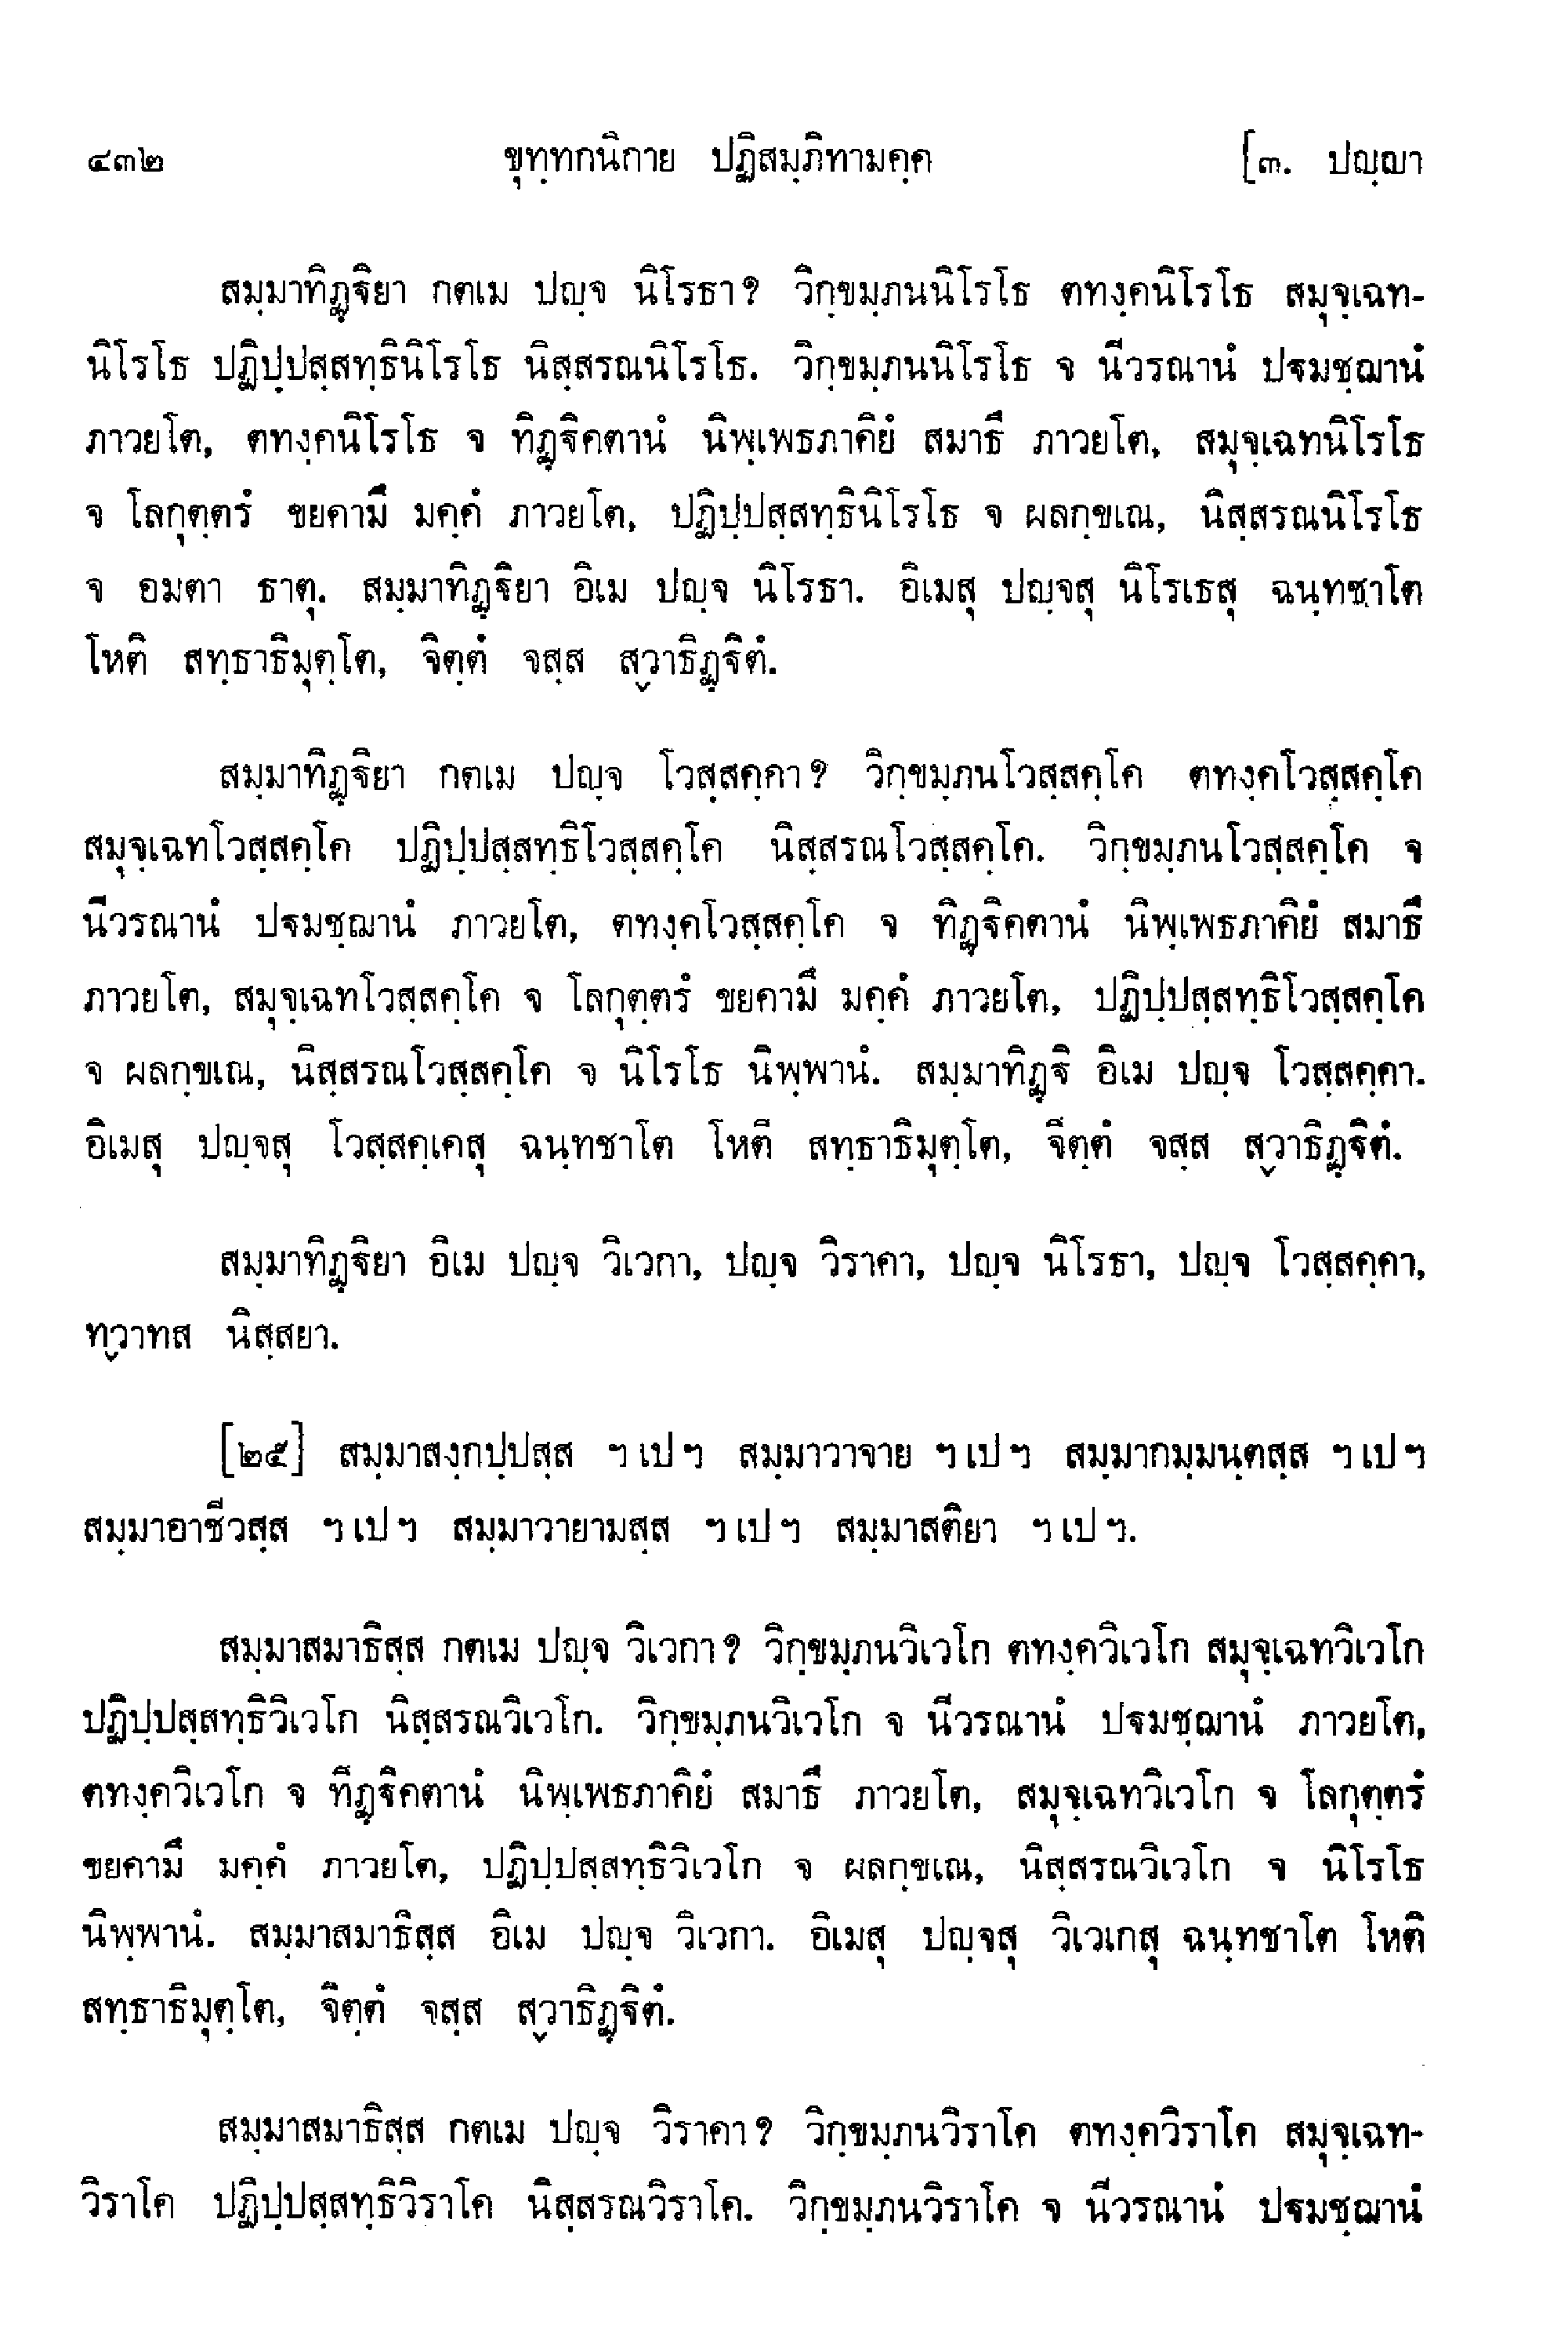 ๔๓๒ ขุทฺทกนิกาย ปฏิสมฺภิทามคฺค [๓. ปญฺญา
สมฺมาทิฏฺฐิยา กตเม ปญฺจ นิโรธา? วิกฺขมฺภนนิโรโธ ตทงฺคนิโรโธ สมุจฺเฉท-
นิโรโธ ปฏิปฺปสฺสทฺธินิโรโธ นิสฺสรณนิโรโธ. วิกฺขมฺภนนิโรโธ จ นีวรณานํ ปฐมชฺฌานํ
ภาวยโต, ตทงฺคนิโรโธ จ ทิฏฺฐิคตานํ นิพฺเพธภาคิยํ สมาธึ ภาวยโต, สมุจฺเฉทนิโรโธ
จ โลกุตฺตรํ ขยคามึ มคฺคํ ภาวยโต, ปฏิปฺปสฺสทฺธินิโรโธ จ ผลกฺขเณ, นิสฺสรณนิโรโธ
จ อมตา ธาตุ. สมฺมาทิฏฺฐิยา อิเม ปญฺจ นิโรธา. อิเมสุ ปญฺจสุ นิโรเธสุ ฉนฺทชาโต
โหติ สทฺธาธิมุตฺโต, จิตฺตํ จสฺส สฺวาธิฏฺฐิตํ.
สมฺมาทิฏฺฐิยา กตเม ปญฺจ โวสฺสคฺคา? วิกฺขมฺภนโวสฺสคฺโค ตทงฺคโวสฺสคฺโค
สมุจฺเฉทโวสฺสคฺโค ปฏิปฺปสฺสทฺธิโวสฺสคฺโค นิสฺสรณโวสฺสคฺโค. วิกฺขมฺภนโวสฺสคฺโค จ
นีวรณานํ ปฐมชฺฌานํ ภาวยโต, ตทงฺคโวสฺสคฺโค จ ทิฏฺฐิคตานํ นิพฺเพธภาคิยํ สมาธึ
ภาวยโต, สมุจฺเฉทโวสฺสคฺโค จ โลกุตฺตรํ ขยคามึ มคฺคํ ภาวยโต, ปฏิปฺปสฺสทฺธิโวสฺสคฺโค
จ ผลกฺขเณ, นิสฺสรณโวสฺสคฺโค จ นิโรโธ นิพฺพานํ. สมฺมาทิฏฺฐิ อิเม ปญฺจ โวสฺสคฺคา.
อิเมสุ ปญฺจสุ โวสฺสคฺเคสุ ฉนฺทชาโต โหติ สทฺธาธิมุตฺโต, จิตฺตํ จสฺส สฺวาธิฏฺฐิตํ.
สมฺมาทิฏฺฐิยา อิเม ปญฺจ วิเวกา, ปญฺจ วิราคา, ปญฺจ นิโรธา, ปญฺจ โวสฺสคฺคา,
ทฺวาทส นิสฺสยา.
[๒๕] สมฺมาสงฺกปฺปสฺส ฯ เป ฯ สมฺมาวาจาย ฯ เป ฯ สมฺมากมฺมนฺตสฺส ฯ เป ฯ
สมฺมาอาชีวสฺส ฯ เป ฯ สมฺมาวายามสฺส ฯ เป ฯ สมฺมาสติยา ฯ เป ฯ.
สมฺมาสมาธิสฺส กตเม ปญฺจ วิเวกา? วิกฺขมฺภนวิเวโก ตทงฺควิเวโก สมุจฺเฉทวิเวโก
ปฏิปฺปสฺสทฺธิวิเวโก นิสฺสรณวิเวโก. วิกฺขมฺภนวิเวโก จ นีวรณานํ ปฐมชฺฌานํ ภาวยโต,
ตทงฺควิเวโก จ ทิฏฺฐิคตานํ นิพฺเพธภาคิยํ สมาธึ ภาวยโต, สมุจฺเฉทวิเวโก จ โลกุตฺตรํ
ขยคามึ มคฺคํ ภาวยโต, ปฏิปฺปสฺสทฺธิวิเวโก จ ผลกฺขเณ, นิสฺสรณวิเวโก จ นิโรโธ
นิพฺพานํ. สมฺมาสมาธิสฺส อิเม ปญฺจ วิเวกา. อิเมสุ ปญฺจสุ วิเวเกสุ ฉนฺทชาโต โหติ
สทฺธาธิมุตฺโต, จิตฺตํ จสฺส สฺวาธิฏฺฐิตํ.
สมฺมาสมาธิสฺส กตเม ปญฺจ วิราคา? วิกฺขมฺภนวิราโค ตทงฺควิราโค สมุจฺเฉท-
วิราโค ปฏิปฺปสฺสทฺธิวิราโค นิสฺสรณวิราโค. วิกฺขมฺภนวิราโค จ นีวรณานํ ปฐมชฺฌานํ